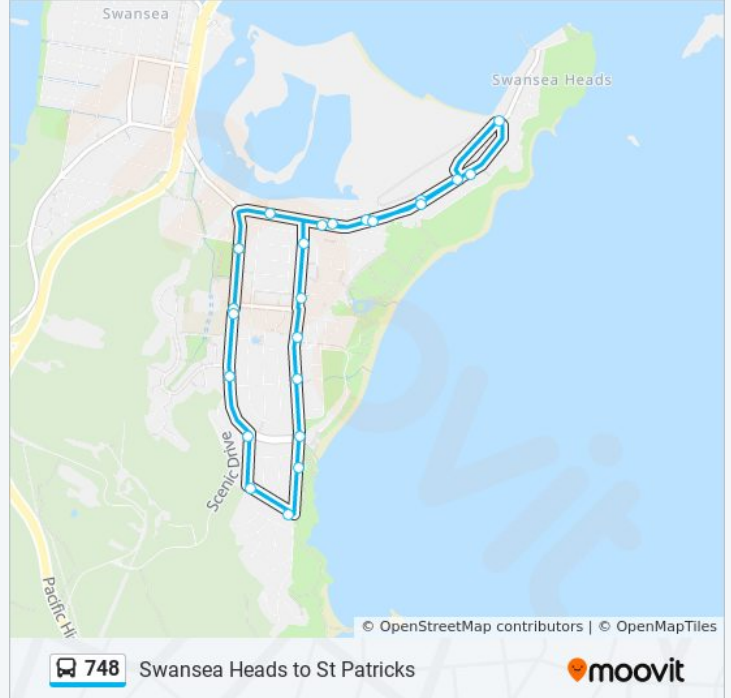 Swansea
Swansea Heads
Scenic Drive
Pacific Hi
© OpenStreetMap contributors | © OpenMapTiles
748 Swansea Heads to St Patricks
moovit